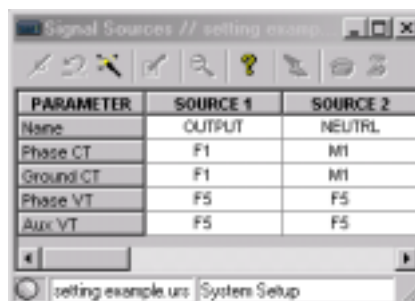 Signal Sources // setting examp...
PARAMETER SOURCE 1 SOURCE 2
Name OUTPUT NEUTRL
Phase CT F1 M1
Ground CT F1 M1
Phase VT F5 F5
Aux VT F5 F5
setting example.urs System Setup